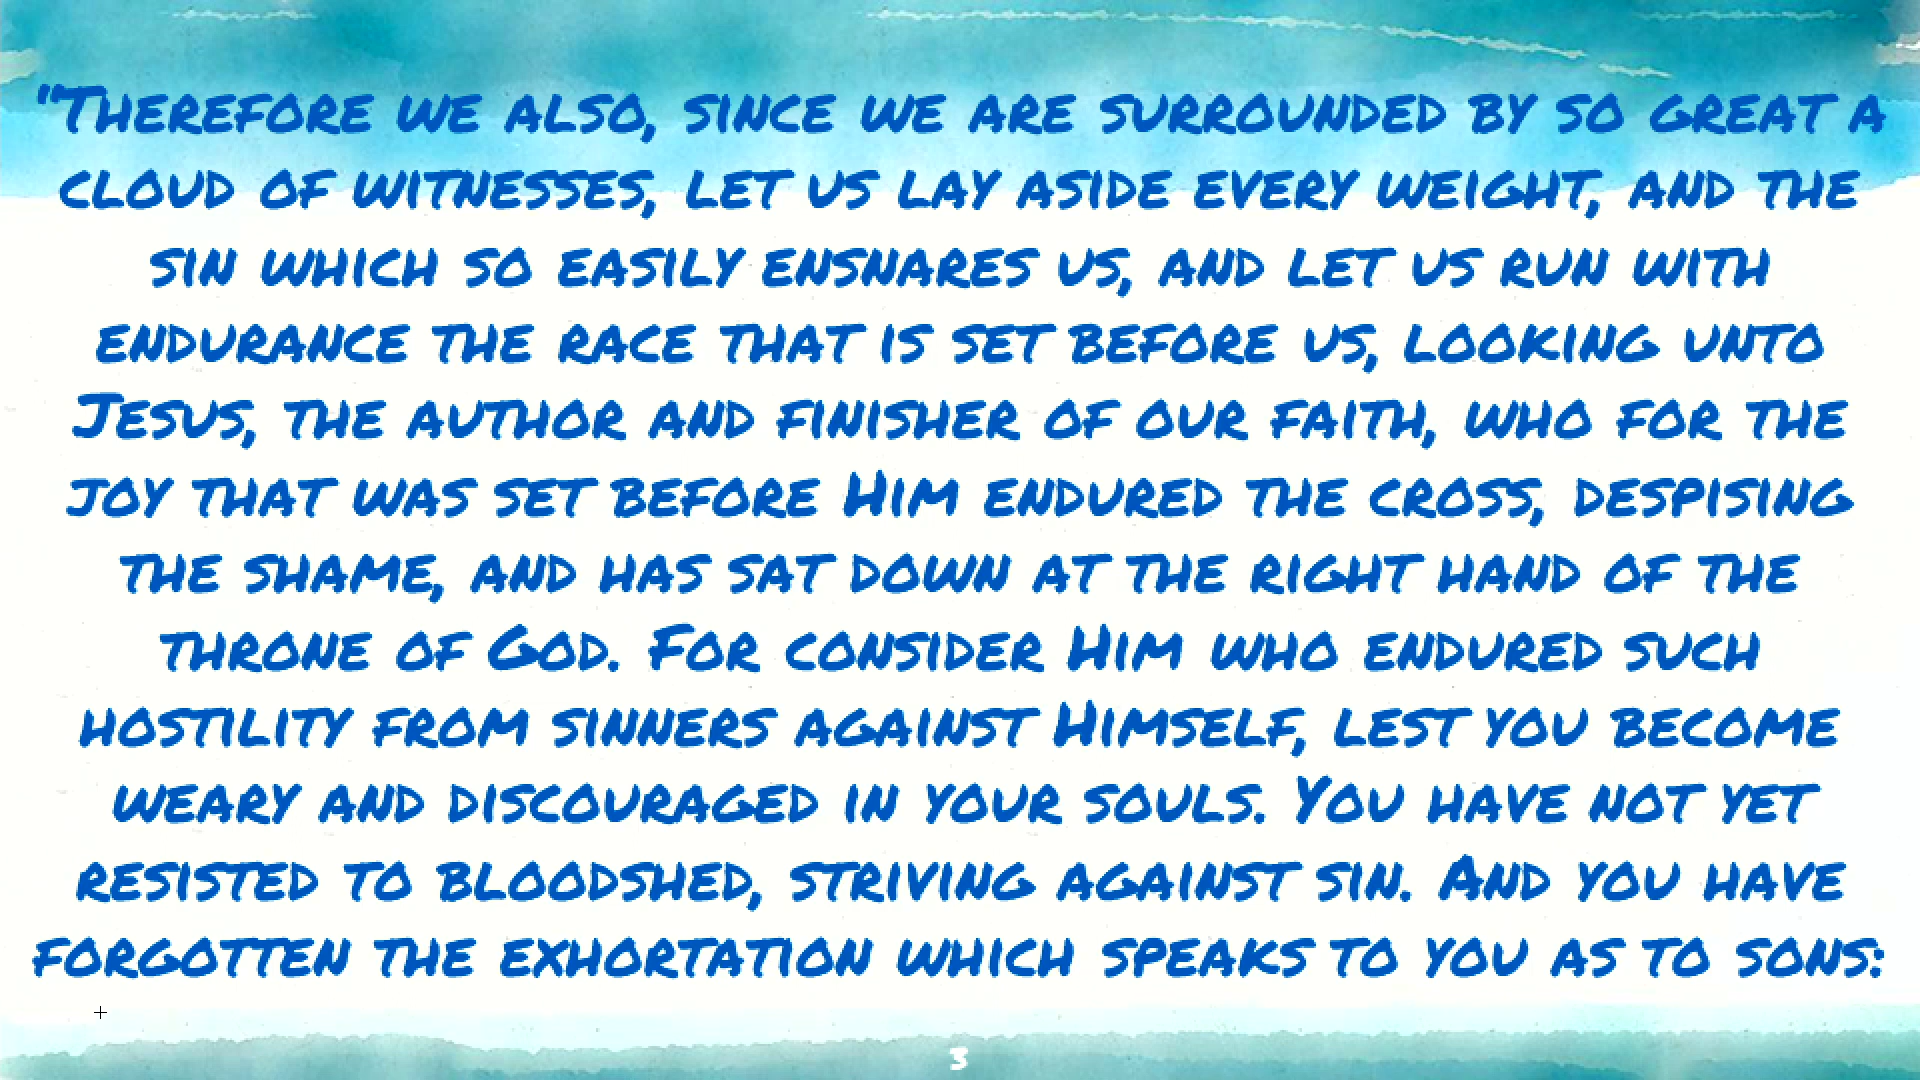 "Therefore we also, since we are surrounded by so great a
cloud of witnesses, let us lay aside every weight, and the
sin which so easily ensnares us, and let us run with
endurance the race that is set before us, looking unto
Jesus, the author and finisher of our faith, who for the
joy that was set before Him endured the cross, despising
the shame, and has sat down at the right hand of the
throne of God. For consider Him who endured such
hostility from sinners against Himself, lest you become
weary and discouraged in your souls. You have not yet
resisted to bloodshed, striving against sin. And you have
forgotten the exhortation which speaks to you as to sons:
3